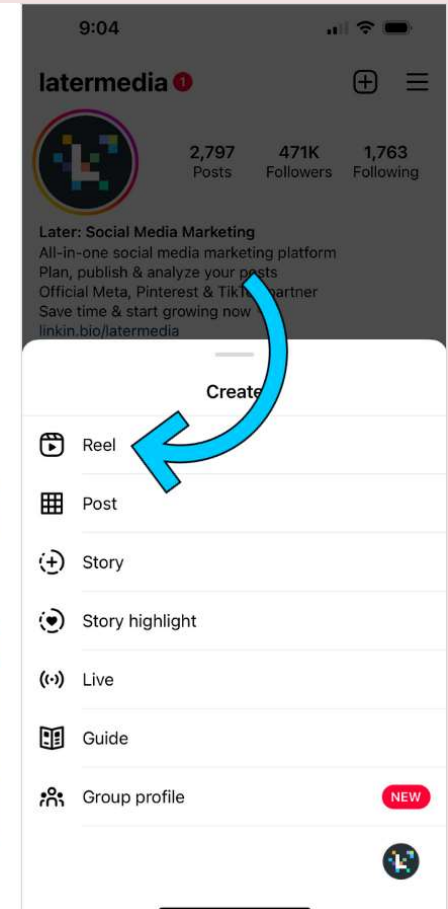 9:04
latermedia 1
2,797 471K 1,763
Posts Followers Following
Later: Social Media Marketing
All-in-one social media marketing platform
Plan, publish & analyze your posts
Official Meta, Pinterest & partner
Save time & start growing now
linkin.bio/latermedia
Create
Reel
Post
Story
Story highlight
Live
Guide
Group profile NEW